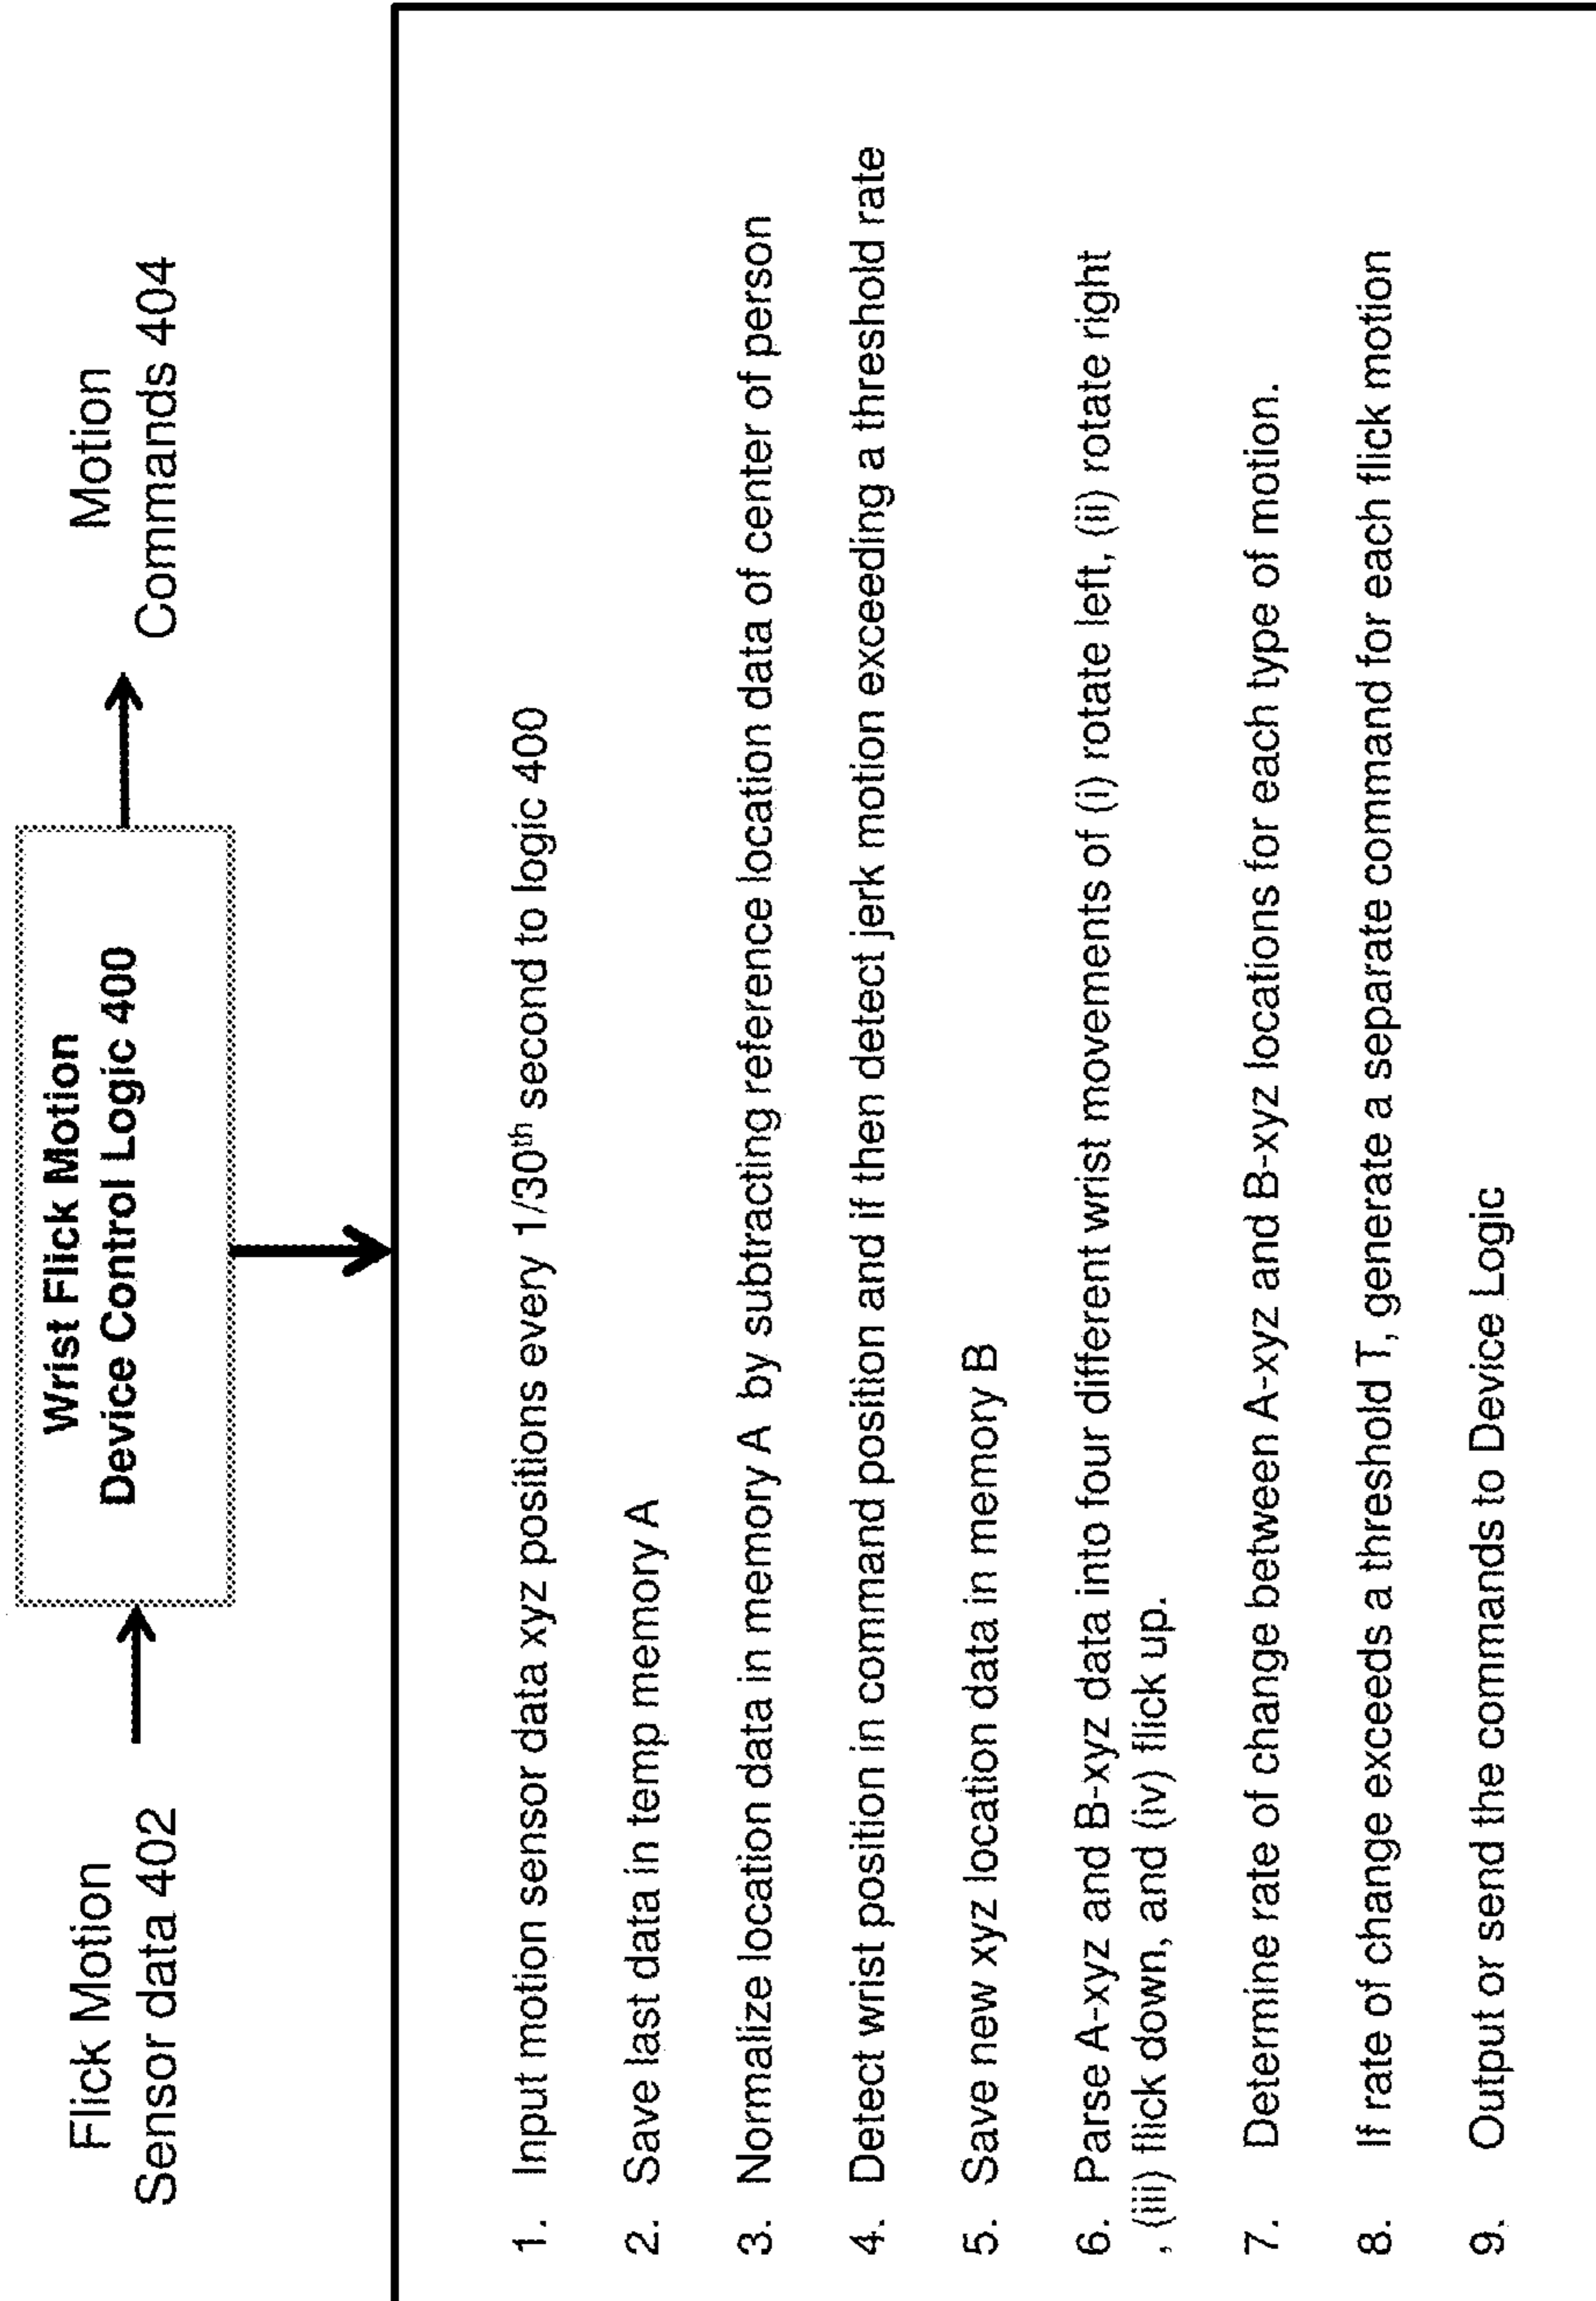 Flick Motion
Sensor data 402
Wrist Flick Motion
Device Control Logic 400
Motion
Commands 404
1. Input motion sensor data xyz positions every 1/30th second to logic 400
2. Save last data in temp memory A
3. Normalize location data in memory A by subtracting reference location data of center of person
4. Detect wrist position in command position and if then detect jerk motion exceeding a threshold rate
5. Save new xyz location data in memory B
6. Parse A-xyz and B-xyz data into four different wrist movements of (i) rotate left, (ii) rotate right
, (iii) flick down, and (iv) flick up.
7. Determine rate of change between A-xyz and B-xyz locations for each type of motion.
8. If rate of change exceeds a threshold T, generate a separate command for each flick motion
9. Output or send the commands to Device Logic